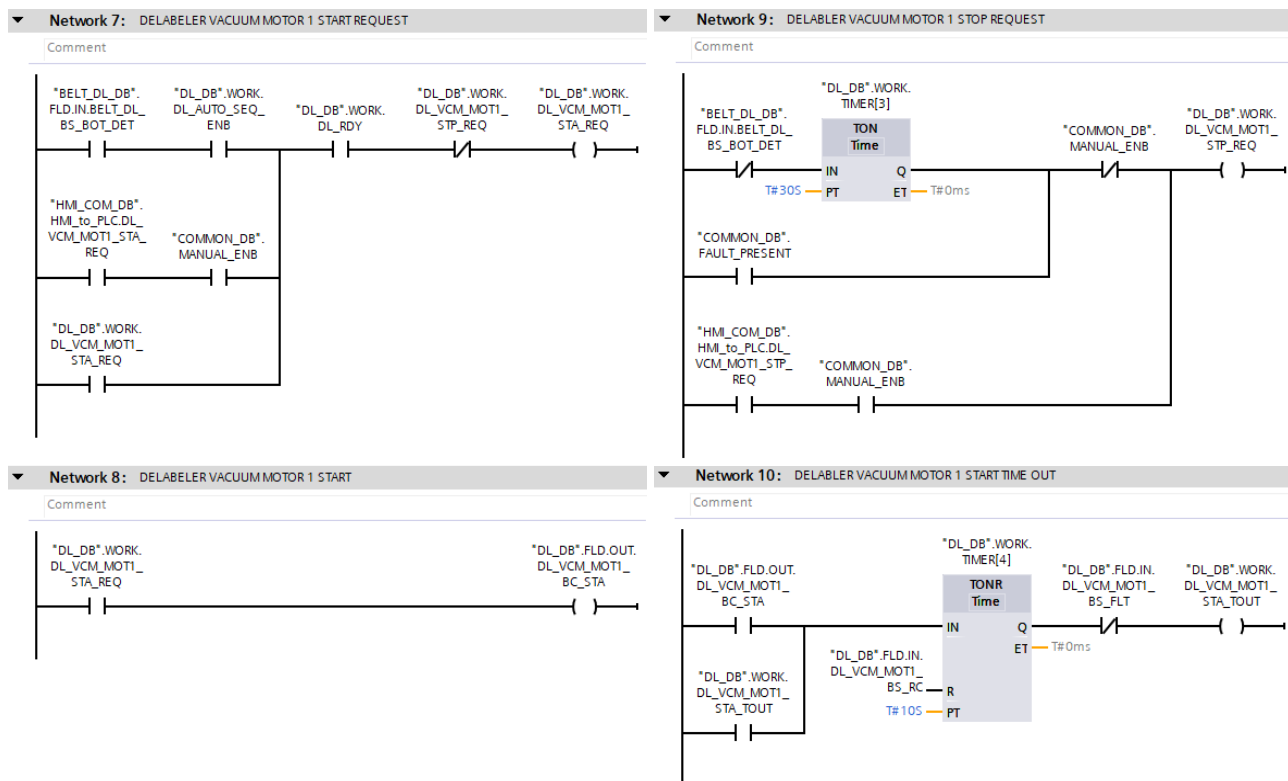 Network 7: DELABELER VACUUM MOTOR 1 START REQUEST
Comment
"BELT_DL_DB".
FLD.IN.BELT_DL_
BS_BOT_DET
"DL_DB".WORK.
DL_AUTO_SEQ_
ENB
"DL_DB".WORK.
DL_RDY
"DL_DB".WORK.
DL_VCM_MOT1_
STP_REQ
"DL_DB".WORK.
DL_VCM_MOT1_
STA_REQ
"HMI_COM_DB".
HMI_to_PLC.DL_
VCM_MOT1_STA_
REQ
"COMMON_DB".
MANUAL_ENB
"DL_DB".WORK.
DL_VCM_MOT1_
STA_REQ
Network 8: DELABELER VACUUM MOTOR 1 START
Comment
"DL_DB".WORK.
DL_VCM_MOT1_
STA_REQ
"DL_DB".FLD.OUT.
DL_VCM_MOT1_
BC_STA
Network 9: DELABLER VACUUM MOTOR 1 STOP REQUEST
Comment
"BELT_DL_DB".
FLD.IN.BELT_DL_
BS_BOT_DET
"DL_DB".WORK.
TIMER[3]
TON
Time
IN Q
T#30S PT ET T#0ms
"COMMON_DB".
MANUAL_ENB
"DL_DB".WORK.
DL_VCM_MOT1_
STP_REQ
"COMMON_DB".
FAULT_PRESENT
"HMI_COM_DB".
HMI_to_PLC.DL_
VCM_MOT1_STP_
REQ
"COMMON_DB".
MANUAL_ENB
Network 10: DELABLER VACUUM MOTOR 1 START TIME OUT
Comment
"DL_DB".FLD.OUT.
DL_VCM_MOT1_
BC_STA
"DL_DB".WORK.
TIMER[4]
TONR
Time
IN Q
ET T#0ms
"DL_DB".FLD.IN.
DL_VCM_MOT1_
BS_RC R
T#10S PT
"DL_DB".FLD.IN.
DL_VCM_MOT1_
BS_FLT
"DL_DB".WORK.
DL_VCM_MOT1_
STA_TOUT
"DL_DB".WORK.
DL_VCM_MOT1_
STA_TOUT